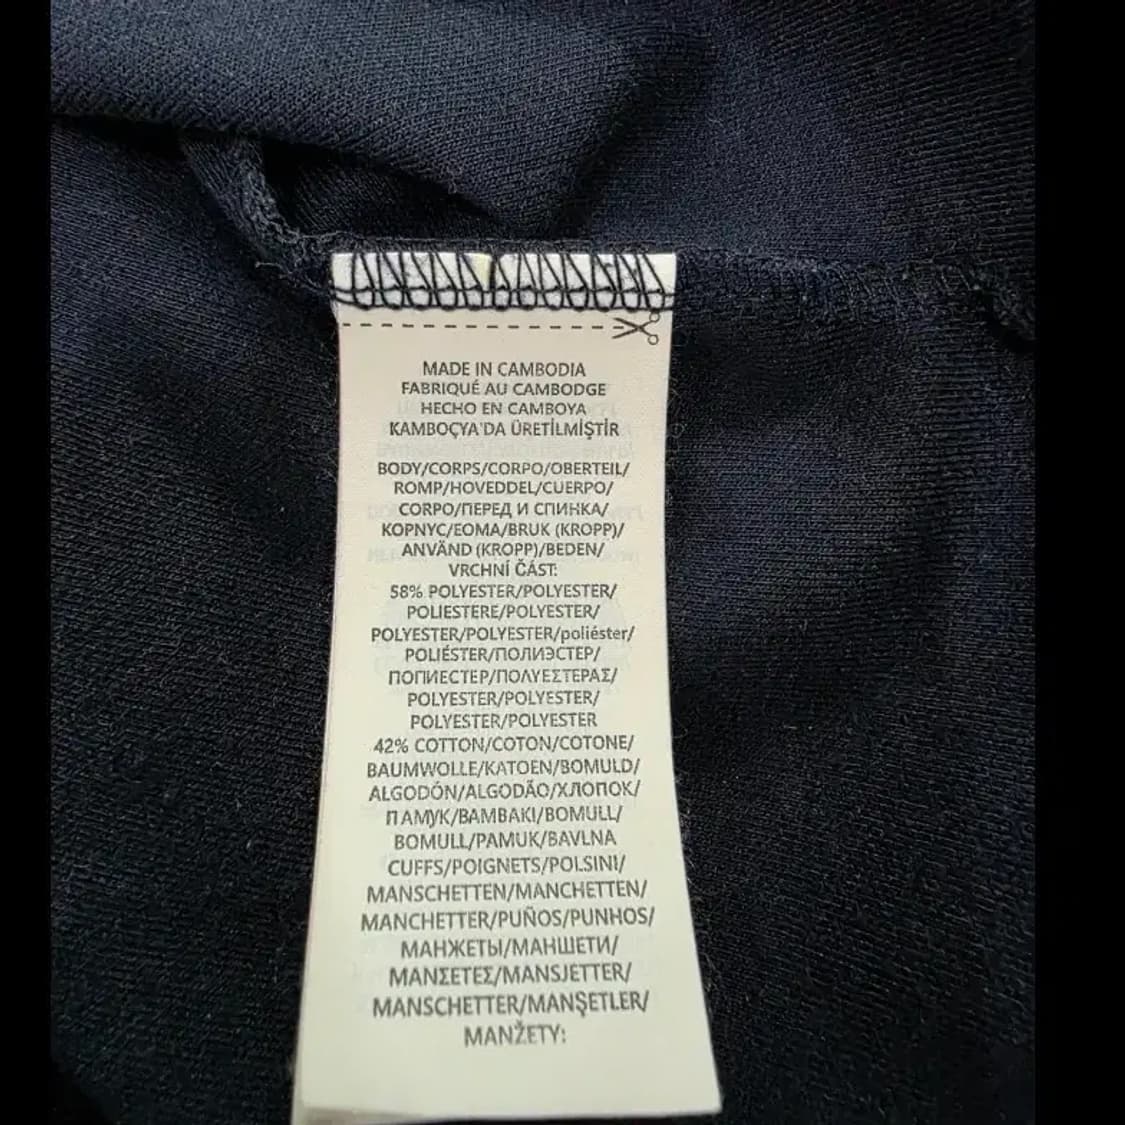 MADE IN CAMBODIA
FABRIQUÉ AU CAMBODGE
HECHO EN CAMBOYA
KAMBOÇYA'DA ÜRETİLMİŞTİR
BODY/CORPS/CORPO/OBERTEIL/
ROMP/HOVEDDEL/CUERPO/
CORPO/ПЕРЕД И СПИНКА/
КОРПУС/ΕΟΜΑ/BRUK (KROPP)/
ANVÄND (KROPP)/BEDEN/
VRCHNÍ ČÁST:
58% POLYESTER/POLYESTER/
POLIESTERE/POLYESTER/
POLYESTER/POLYESTER/poliéster/
POLIÉSTER/ПОЛИЭСТЕР/
ПОГИЕСТЕР/ΠΟΛΥΕΣΤΕΡΑΣ/
POLYESTER/POLYESTER/
POLYESTER/POLYESTER
42% COTTON/COTON/COTONE/
BAUMWOLLE/KATOEN/BOMULD/
ALGODÓN/ALGODÃO/ХЛОПОК/
ПАМУК/BAMBAKI/BOMULL/
BOMULL/PAMUK/BAVLNA
CUFFS/POIGNETS/POLSINI/
MANSCHETTEN/MANCHETTEN/
MANCHETTER/PUÑOS/PUNHOS/
МАНЖЕТЫ/МАНШЕТИ/
ΜΑΝΣΕΤΕΣ/MANSJETTER/
MANSCHETTER/MANŞETLER/
MANŽETY: